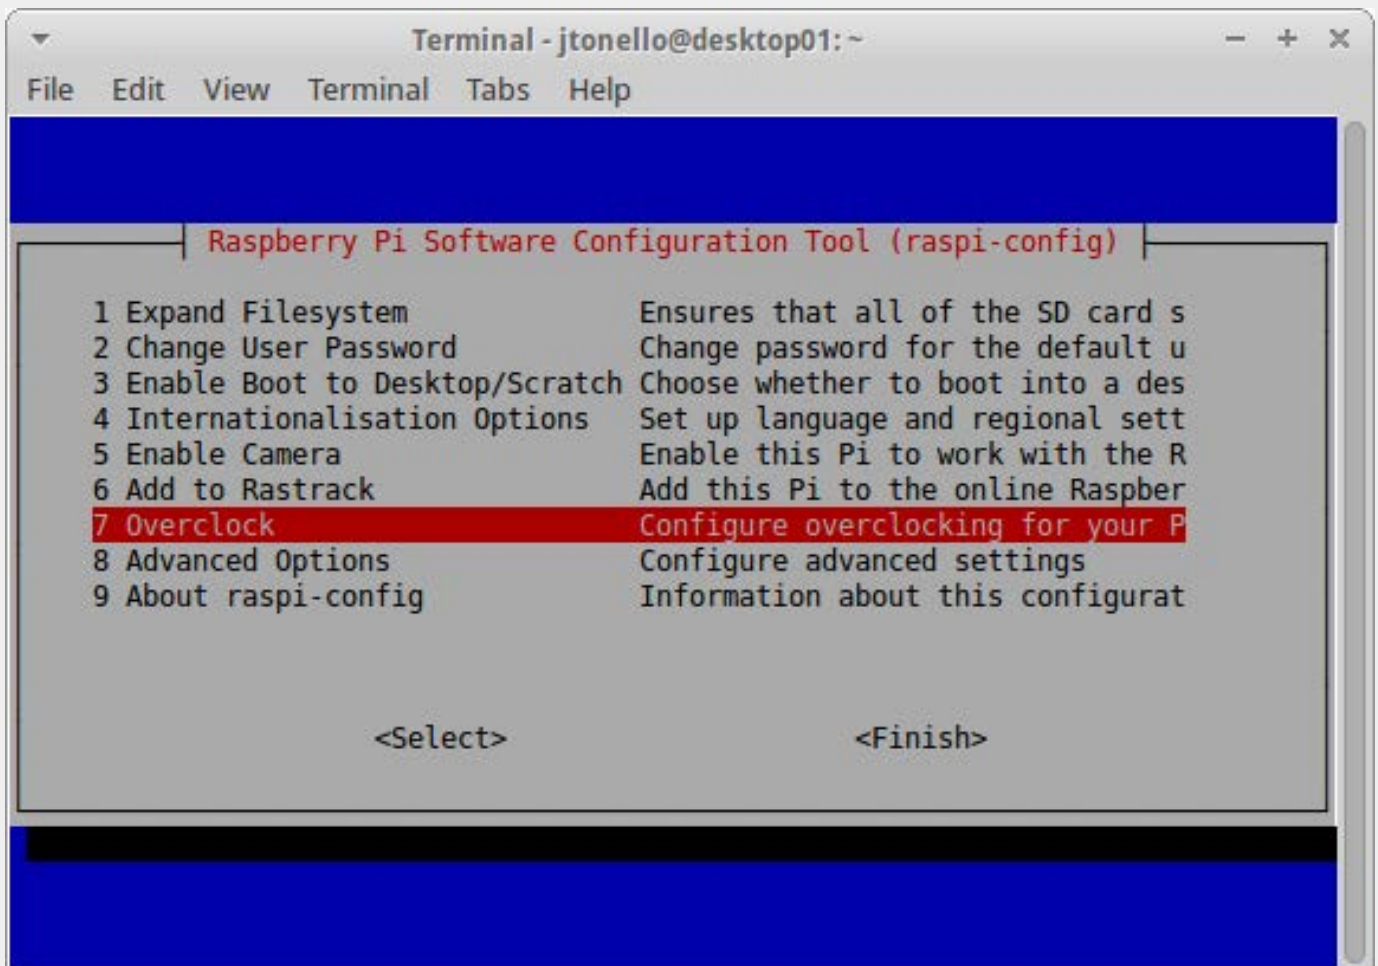 Terminal - jtonello@desktop01: ~
File Edit View Terminal Tabs Help
Raspberry Pi Software Configuration Tool (raspi-config)
1 Expand Filesystem Ensures that all of the SD card s
2 Change User Password Change password for the default u
3 Enable Boot to Desktop/Scratch Choose whether to boot into a des
4 Internationalisation Options Set up language and regional sett
5 Enable Camera Enable this Pi to work with the R
6 Add to Rastrack Add this Pi to the online Raspber
7 Overclock Configure overclocking for your P
8 Advanced Options Configure advanced settings
9 About raspi-config Information about this configurat
<Select> <Finish>